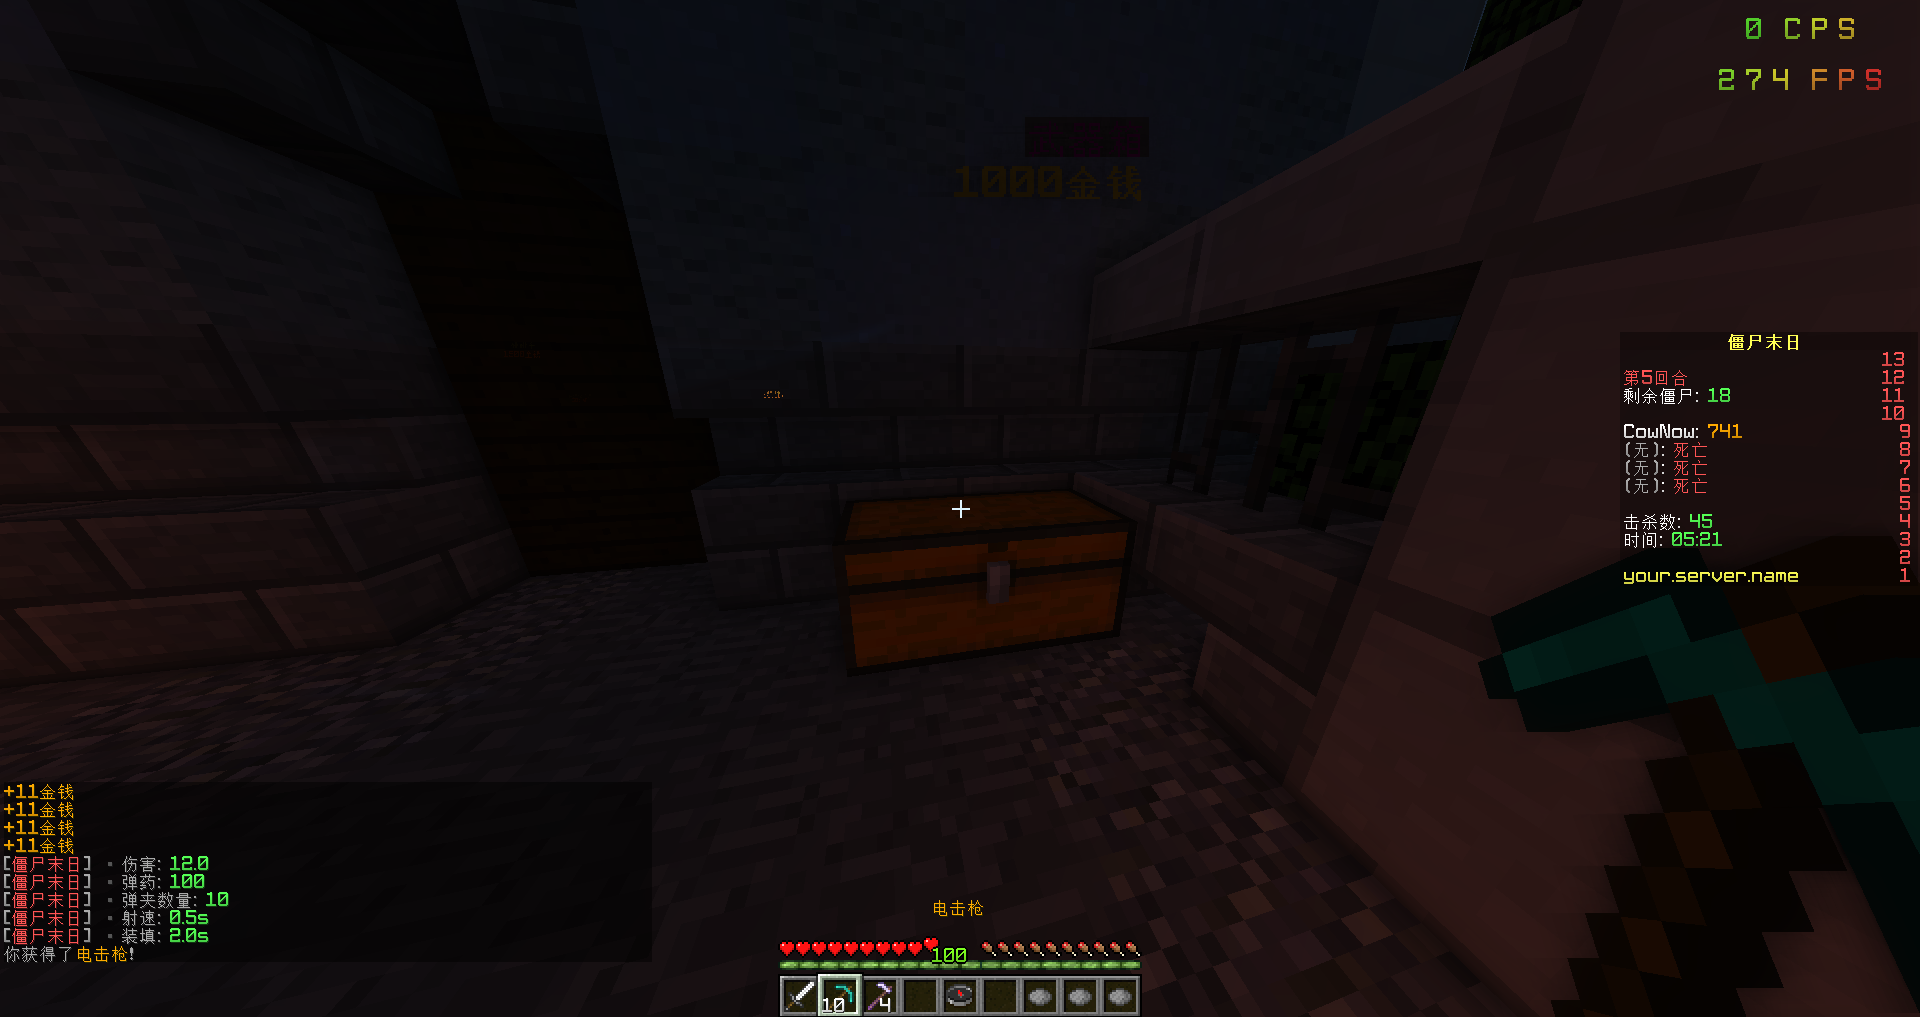 0 CPS
274 FPS
1000金钱
僵尸末日
13
第5回合 12
剩余僵尸: 18 11
10
CowNow: 741 9
(无): 死亡 8
(无): 死亡 7
(无): 死亡 6
5
击杀数: 45 4
时间: 05:21 3
2
your.server.name 1
+11金钱
+11金钱
+11金钱
+11金钱
[僵尸末日] ▪ 伤害: 12.0
[僵尸末日] ▪ 弹药: 100
[僵尸末日] ▪ 弹夹数量: 10
[僵尸末日] ▪ 射速: 0.5s
[僵尸末日] ▪ 装填: 2.0s
你获得了电击枪!
电击枪
100
10
4